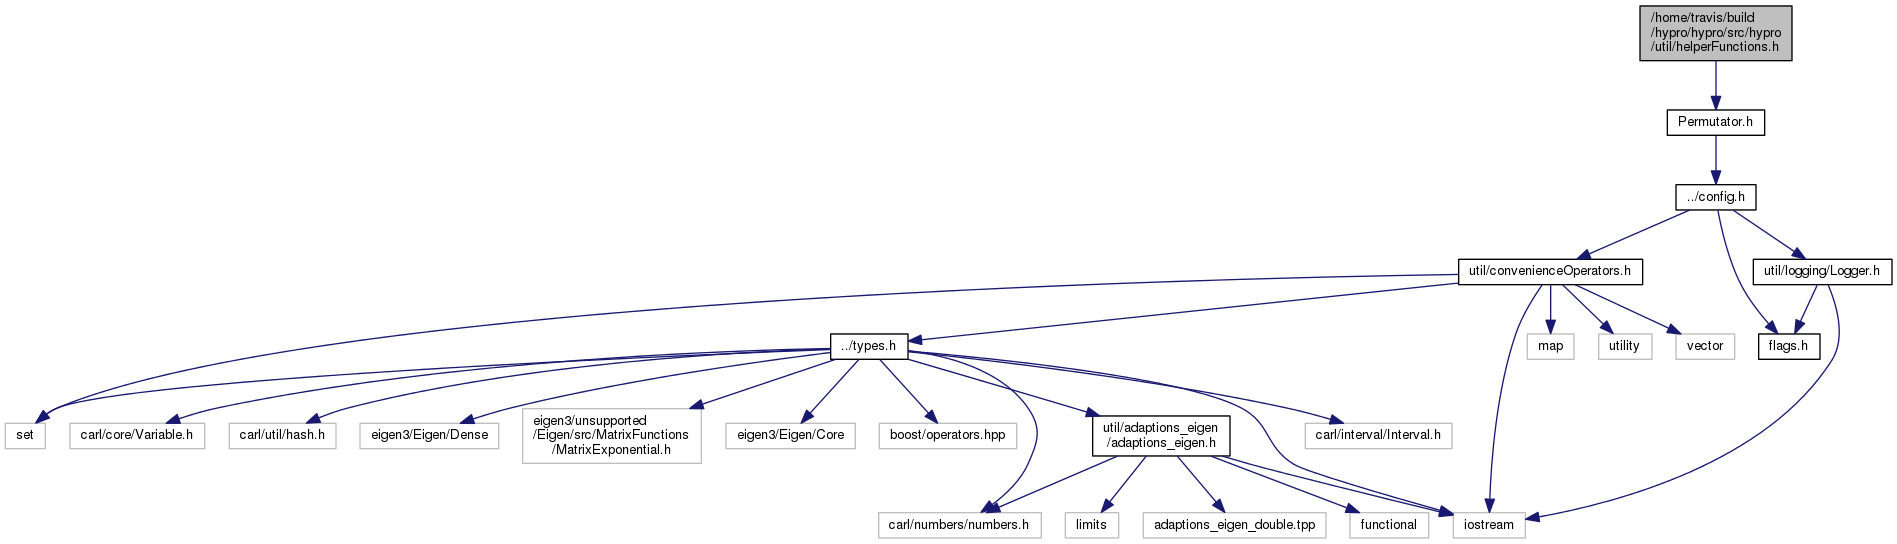 /home/travis/build
/hypro/hypro/src/hypro
/util/helperFunctions.h
Permutator.h
../config.h
util/convenienceOperators.h
util/logging/Logger.h
../types.h
map
utility
vector
flags.h
set
carl/core/Variable.h
carl/util/hash.h
eigen3/Eigen/Dense
eigen3/unsupported
/Eigen/src/MatrixFunctions
/MatrixExponential.h
eigen3/Eigen/Core
boost/operators.hpp
util/adaptions_eigen
/adaptions_eigen.h
carl/interval/Interval.h
carl/numbers/numbers.h
limits
adaptions_eigen_double.tpp
functional
iostream